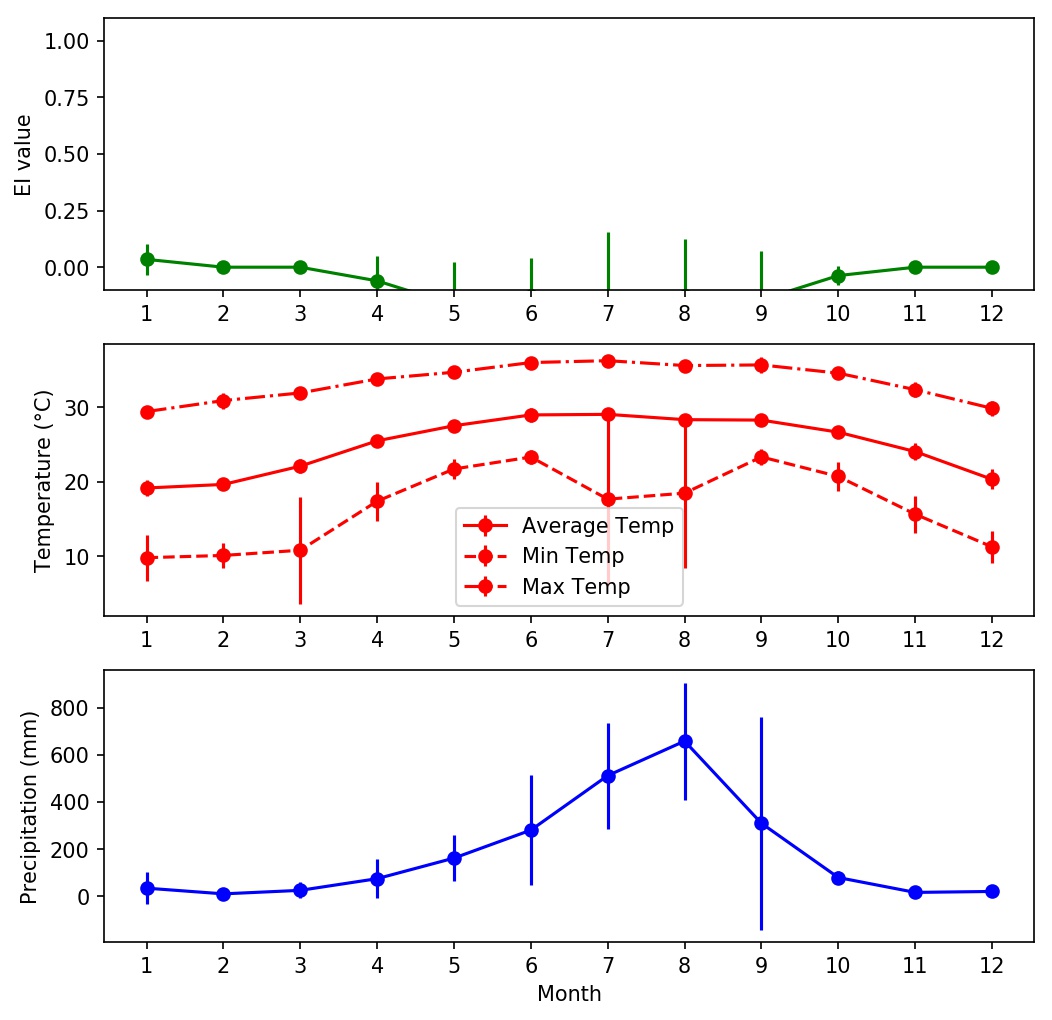 EI value
1.00
0.75
0.50
0.25
0.00
1 2 3 4 5 6 7 8 9 10 11 12
Temperature (°C)
30
20
10
Average Temp
Min Temp
Max Temp
1 2 3 4 5 6 7 8 9 10 11 12
Precipitation (mm)
800
600
400
200
0
1 2 3 4 5 6 7 8 9 10 11 12
Month